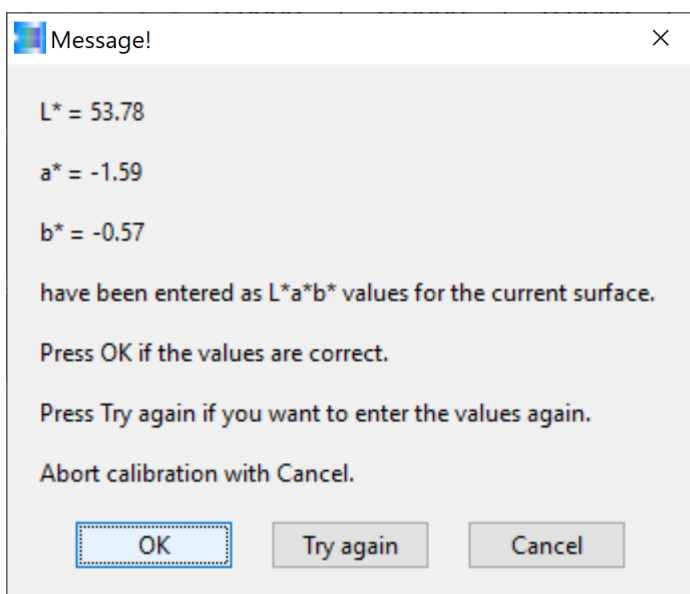 Message!
L* = 53.78
a* = -1.59
b* = -0.57
have been entered as L*a*b* values for the current surface.
Press OK if the values are correct.
Press Try again if you want to enter the values again.
Abort calibration with Cancel.
OK Try again Cancel